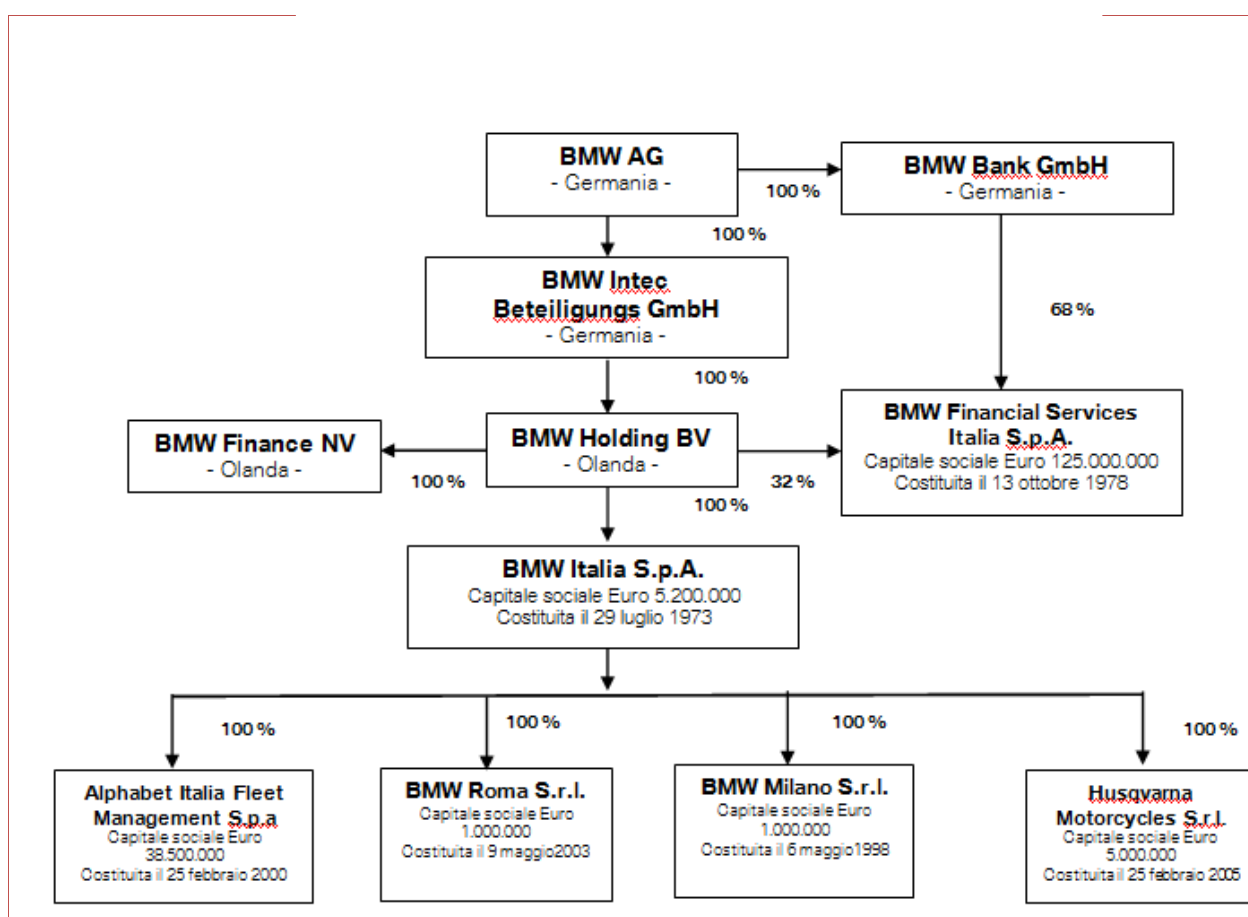 BMW AG
- Germania -
BMW Bank GmbH
- Germania -
100 %
100 %
BMW Intec
Beteiligungs GmbH
- Germania -
68 %
100 %
BMW Finance NV
- Olanda -
BMW Holding BV
- Olanda -
BMW Financial Services
Italia S.p.A.
Capitale sociale Euro 125.000.000
Costituita il 13 ottobre 1978
100 %
32 %
100 %
BMW Italia S.p.A.
Capitale sociale Euro 5.200.000
Costituita il 29 luglio 1973
100 %
100 %
100 %
100 %
Alphabet Italia Fleet
Management S.p.a
Capitale sociale Euro
38.500.000
Costituita il 25 febbraio 2000
BMW Roma S.r.l.
Capitale sociale Euro
1.000.000
Costituita il 9 maggio2003
BMW Milano S.r.l.
Capitale sociale Euro
1.000.000
Costituita il 6 maggio1998
Husqvarna
Motorcycles S.r.l.
Capitale sociale Euro
5.000.000
Costituita il 25 febbraio 2005